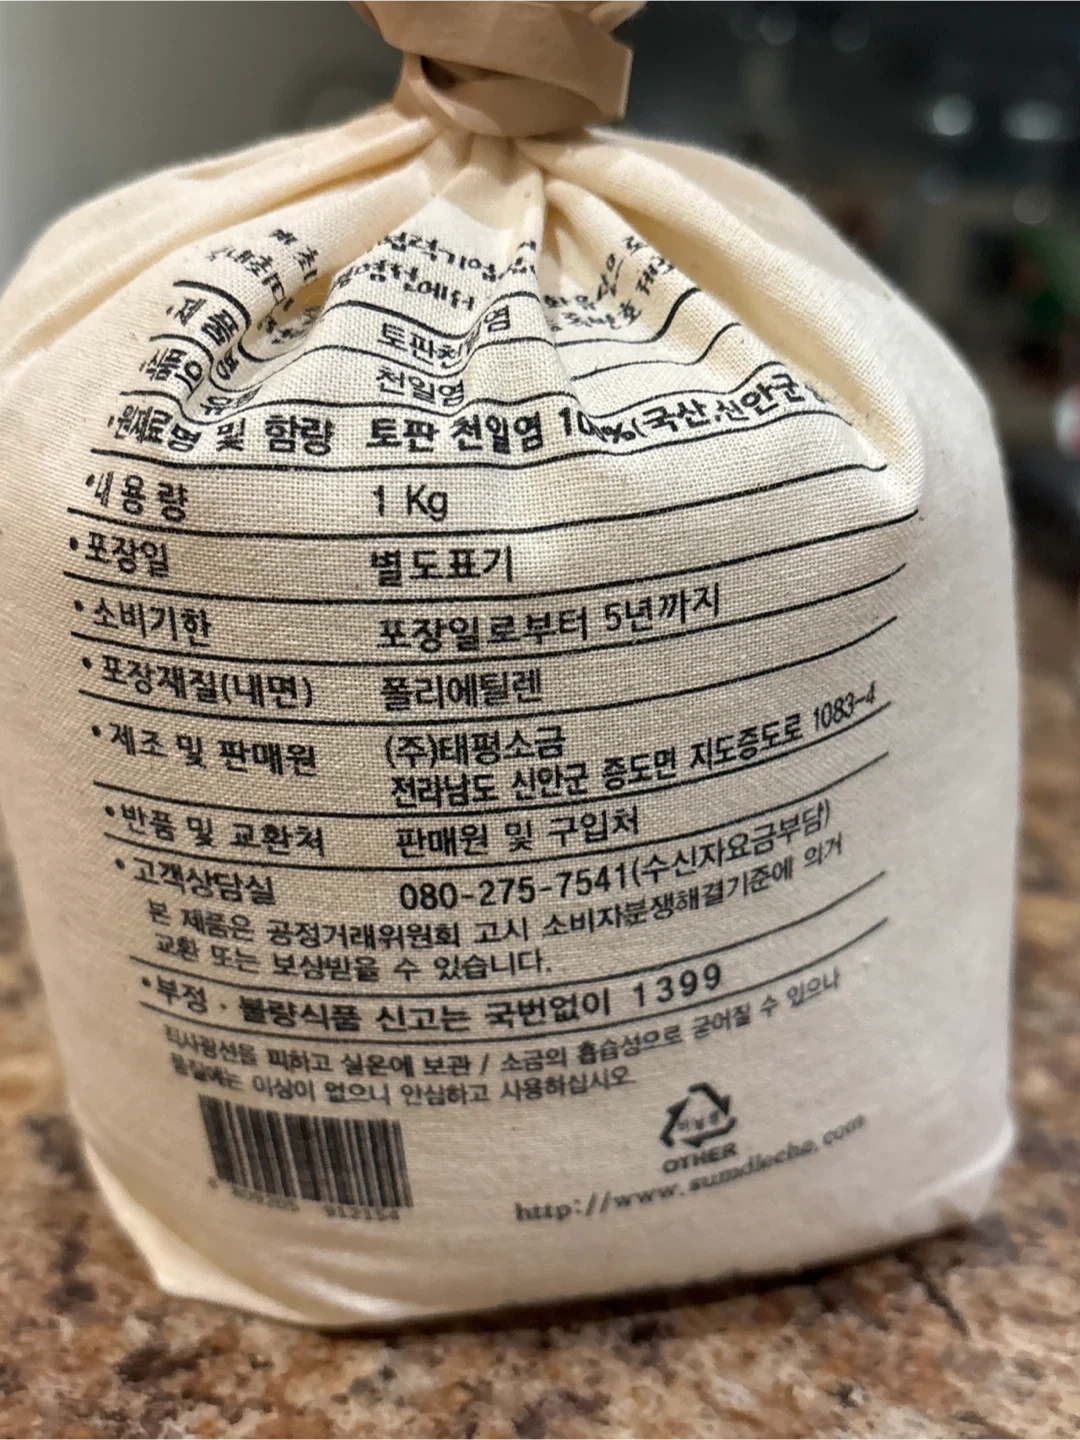 염전에서
제품명 토판천일염
천일염
원재료명 및 함량 토판 천일염 100%(국산,신안군
•내용량 1 Kg
•포장일 별도표기
•소비기한 포장일로부터 5년까지
•포장재질(내면) 폴리에틸렌
•제조 및 판매원 (주)태평소금
전라남도 신안군 증도면 지도증도로 1083-4
•반품 및 교환처 판매원 및 구입처
•고객상담실 080-275-7541(수신자요금부담)
본 제품은 공정거래위원회 고시 소비자분쟁해결기준에 의거
교환 또는 보상받을 수 있습니다.
•부정 · 불량식품 신고는 국번없이 1399
직사광선을 피하고 실온에 보관 / 소금의 흡습성으로 굳어질 수 있으나
품질에는 이상이 없으니 안심하고 사용하십시오
OTHER
http://www.sumdleche.com